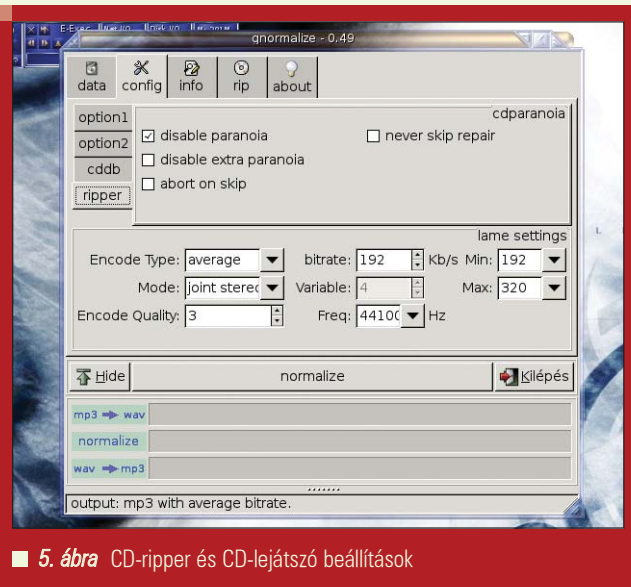 gnormalize - 0.49
data config info rip about
option1
option2
cddb
ripper
cdparanoia
disable paranoia
never skip repair
disable extra paranoia
abort on skip
lame settings
Encode Type: average bitrate: 192 Kb/s Min: 192
Mode: joint stereo Variable: 4 Max: 320
Encode Quality: 3 Freq: 44100 Hz
Hide normalize Kilépés
mp3 wav
normalize
wav mp3
output: mp3 with average bitrate.
5. ábra CD-ripper és CD-lejátszó beállítások